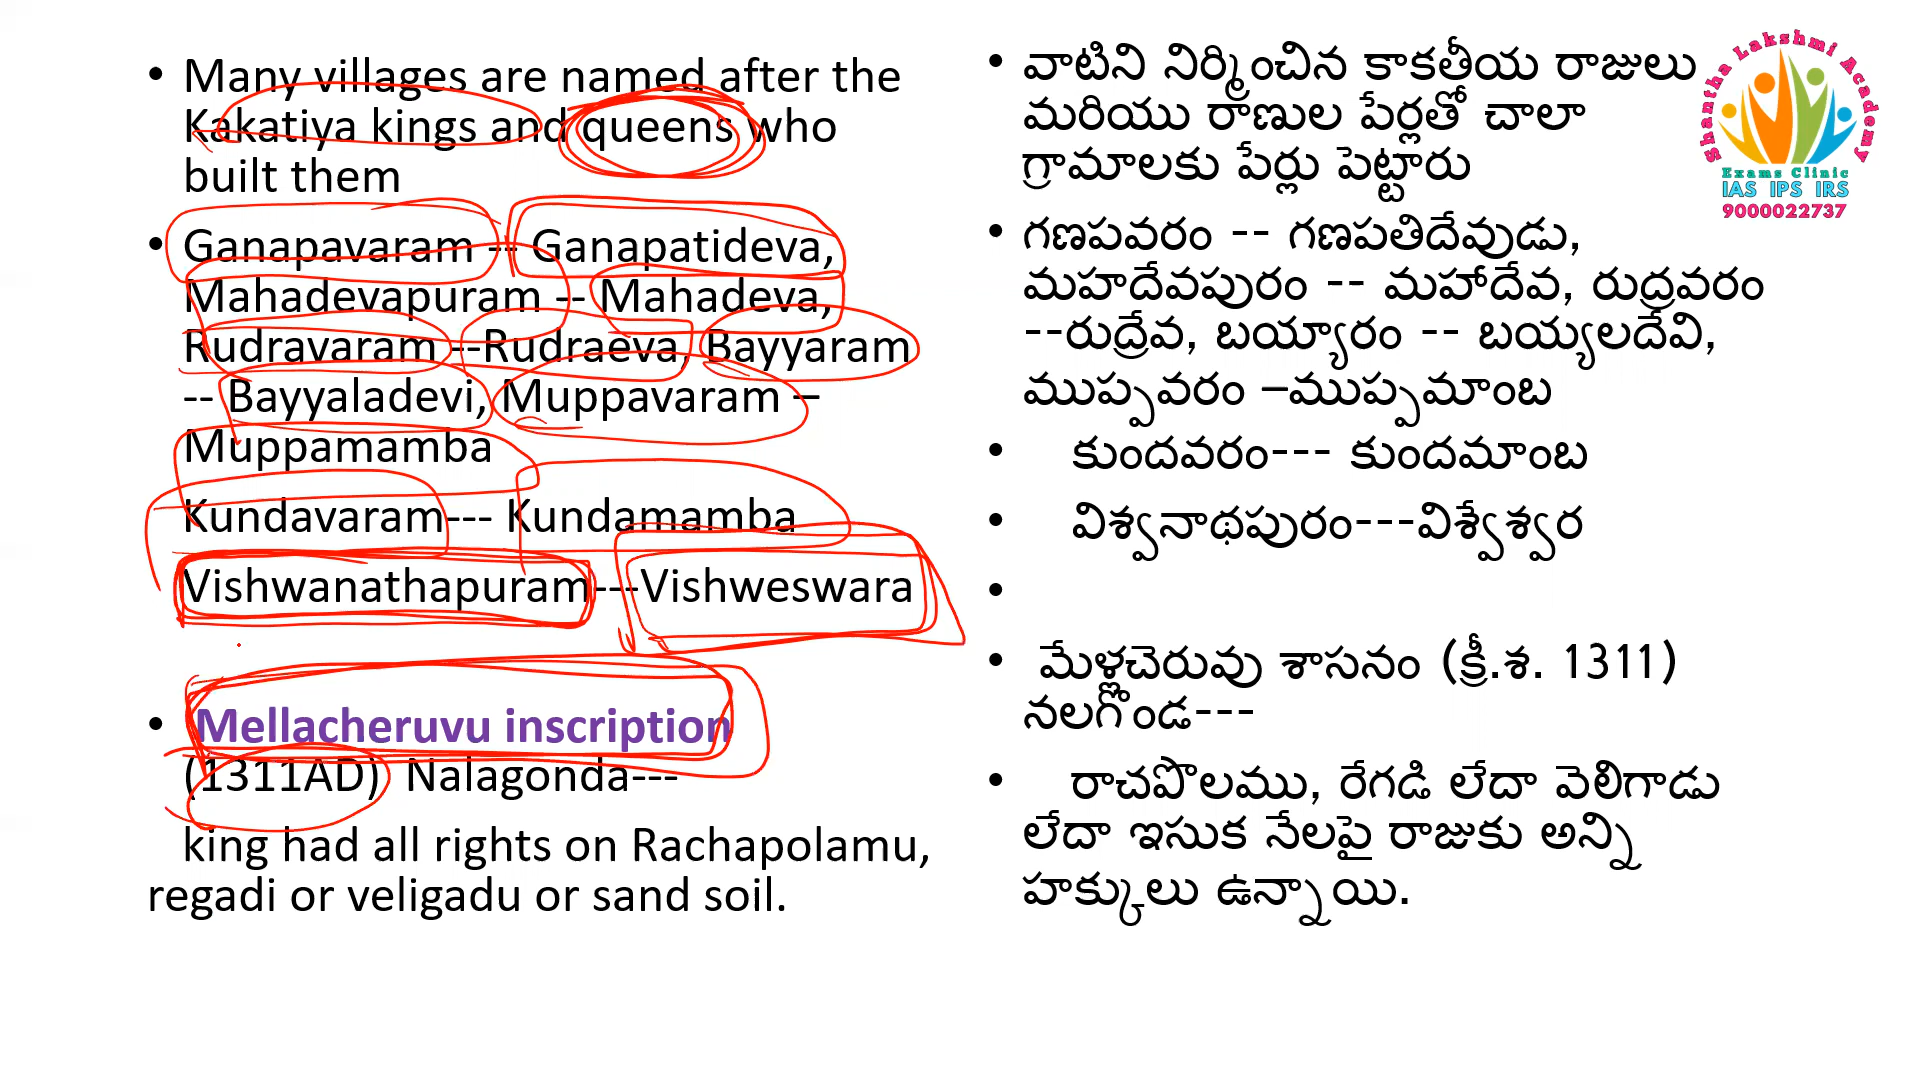 • Many villages are named after the
Kakatiya kings and queens who
built them
• Ganapavaram -- Ganapatideva,
Mahadevapuram -- Mahadeva,
Rudravaram --Rudraeva, Bayyaram
-- Bayyaladevi, Muppavaram –
Muppamamba
Kundavaram--- Kundamamba
Vishwanathapuram---Vishweswara
• Mellacheruvu inscription
(1311AD) Nalagonda---
king had all rights on Rachapolamu,
regadi or veligadu or sand soil.
• వాటిని నిర్మించిన కాకతీయ రాజులు
మరియు రాణుల పేర్లతో చాలా
గ్రామాలకు పేర్లు పెట్టారు
• గణపవరం -- గణపతిదేవుడు,
మహదేవపురం -- మహాదేవ, రుద్రవరం
--రుద్రేవ, బయ్యారం -- బయ్యలదేవి,
ముప్పవరం –ముప్పమాంబ
• కుందవరం--- కుందమాంబ
• విశ్వనాథపురం---విశ్వేశ్వర
•
• మేళ్లచెరువు శాసనం (క్రీ.శ. 1311)
నలగొండ---
• రాచపొలము, రేగడి లేదా వెలిగాడు
లేదా ఇసుక నేలపై రాజుకు అన్ని
హక్కులు ఉన్నాయి.
Shantha Lakshmi Academy
Exams Clinic
IAS IPS IRS
9000022737